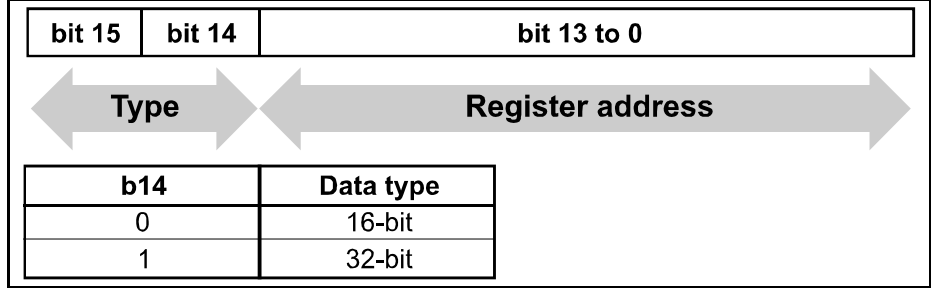 bit 15 bit 14 bit 13 to 0
Type Register address
b14 Data type
0 16-bit
1 32-bit